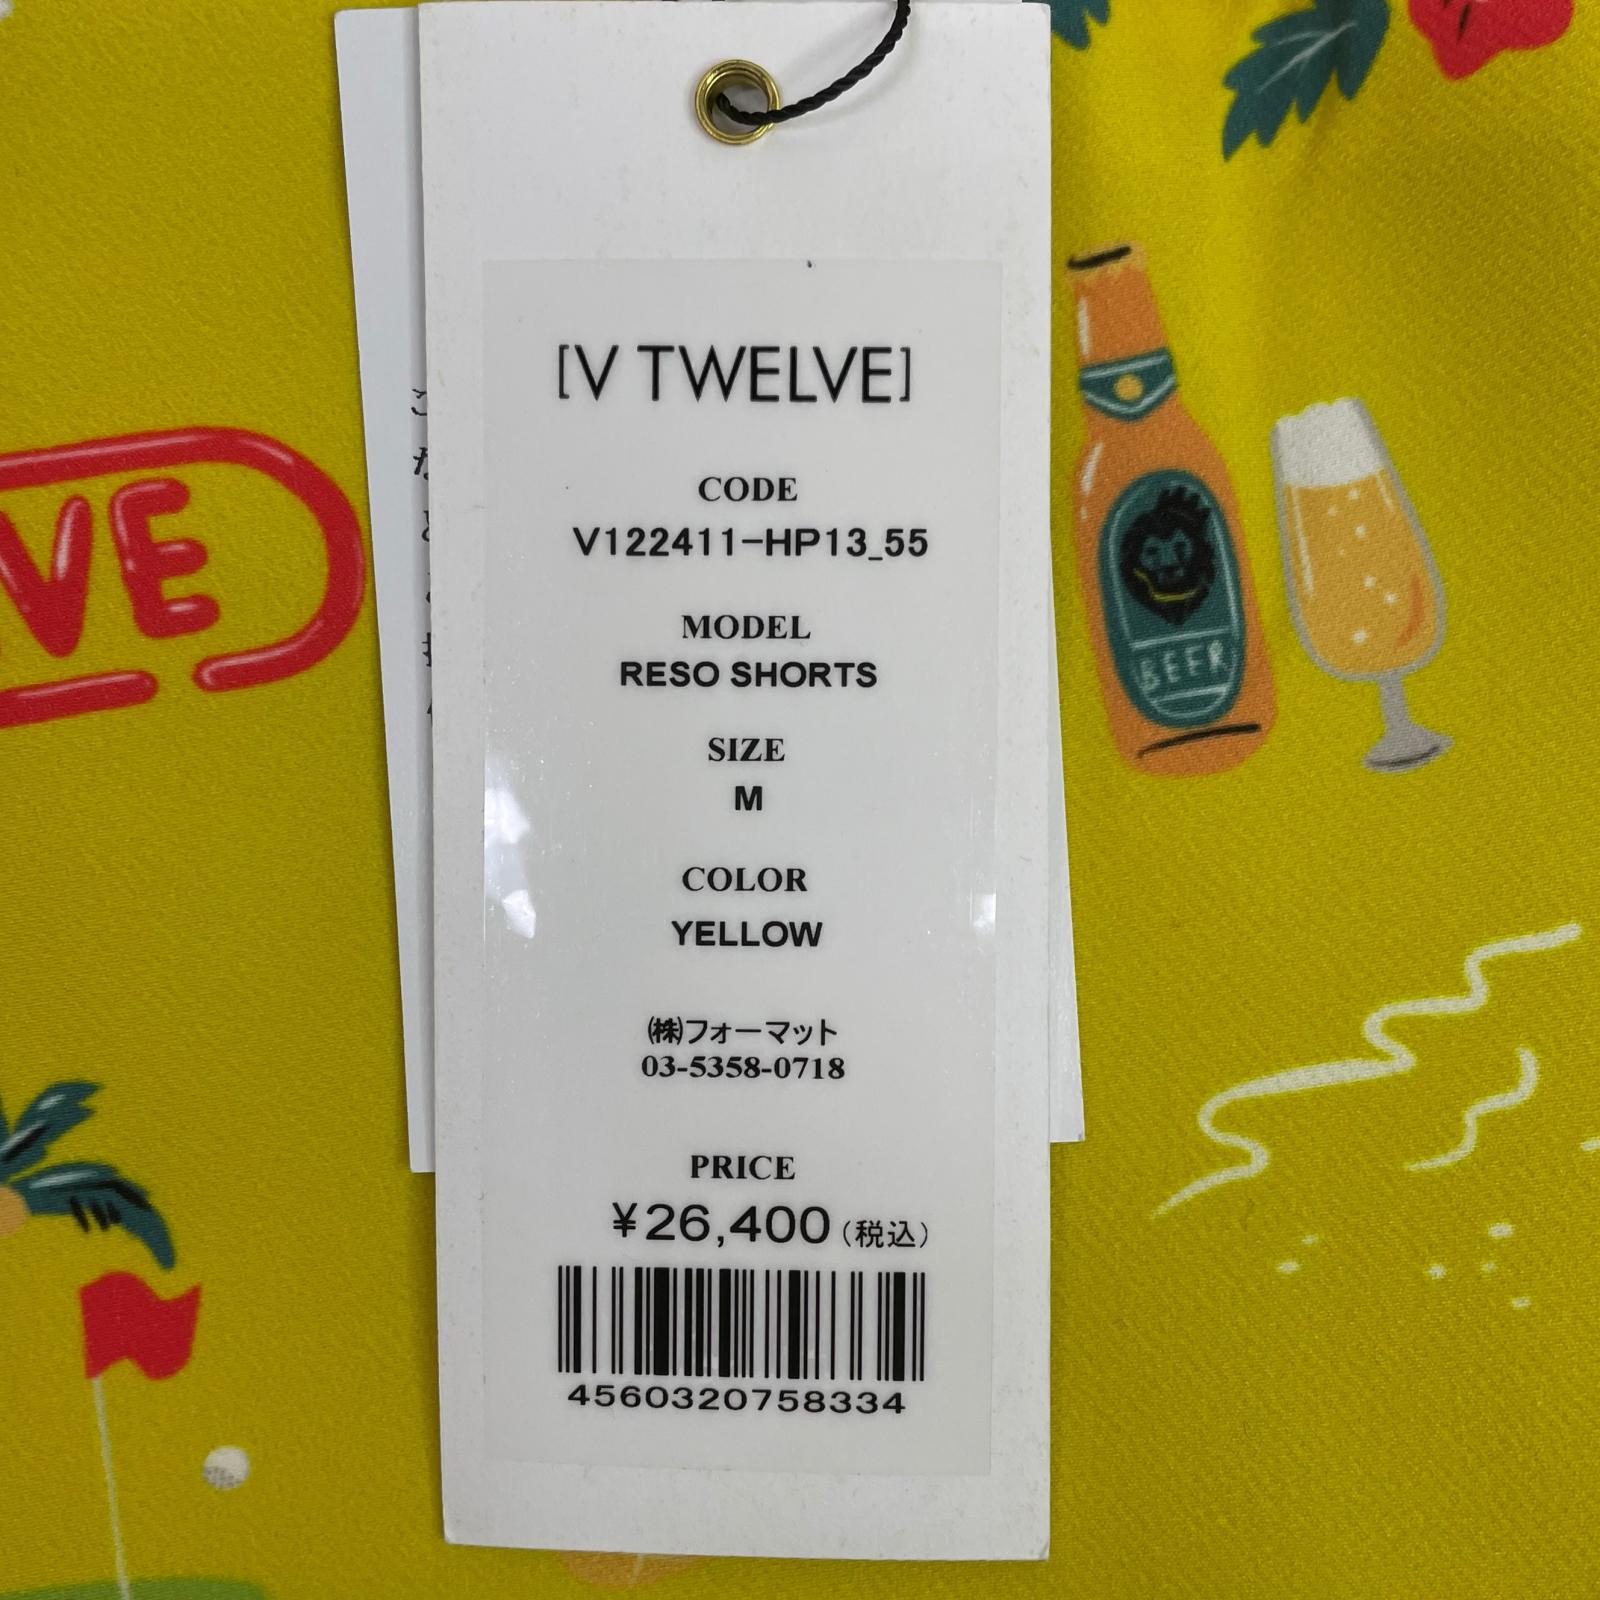 [V TWELVE]
CODE
V122411-HP13_55
MODEL
RESO SHORTS
SIZE
M
COLOR
YELLOW
㈱フォーマット
03-5358-0718
PRICE
¥26,400(税込)
4560320758334
VE
BEER